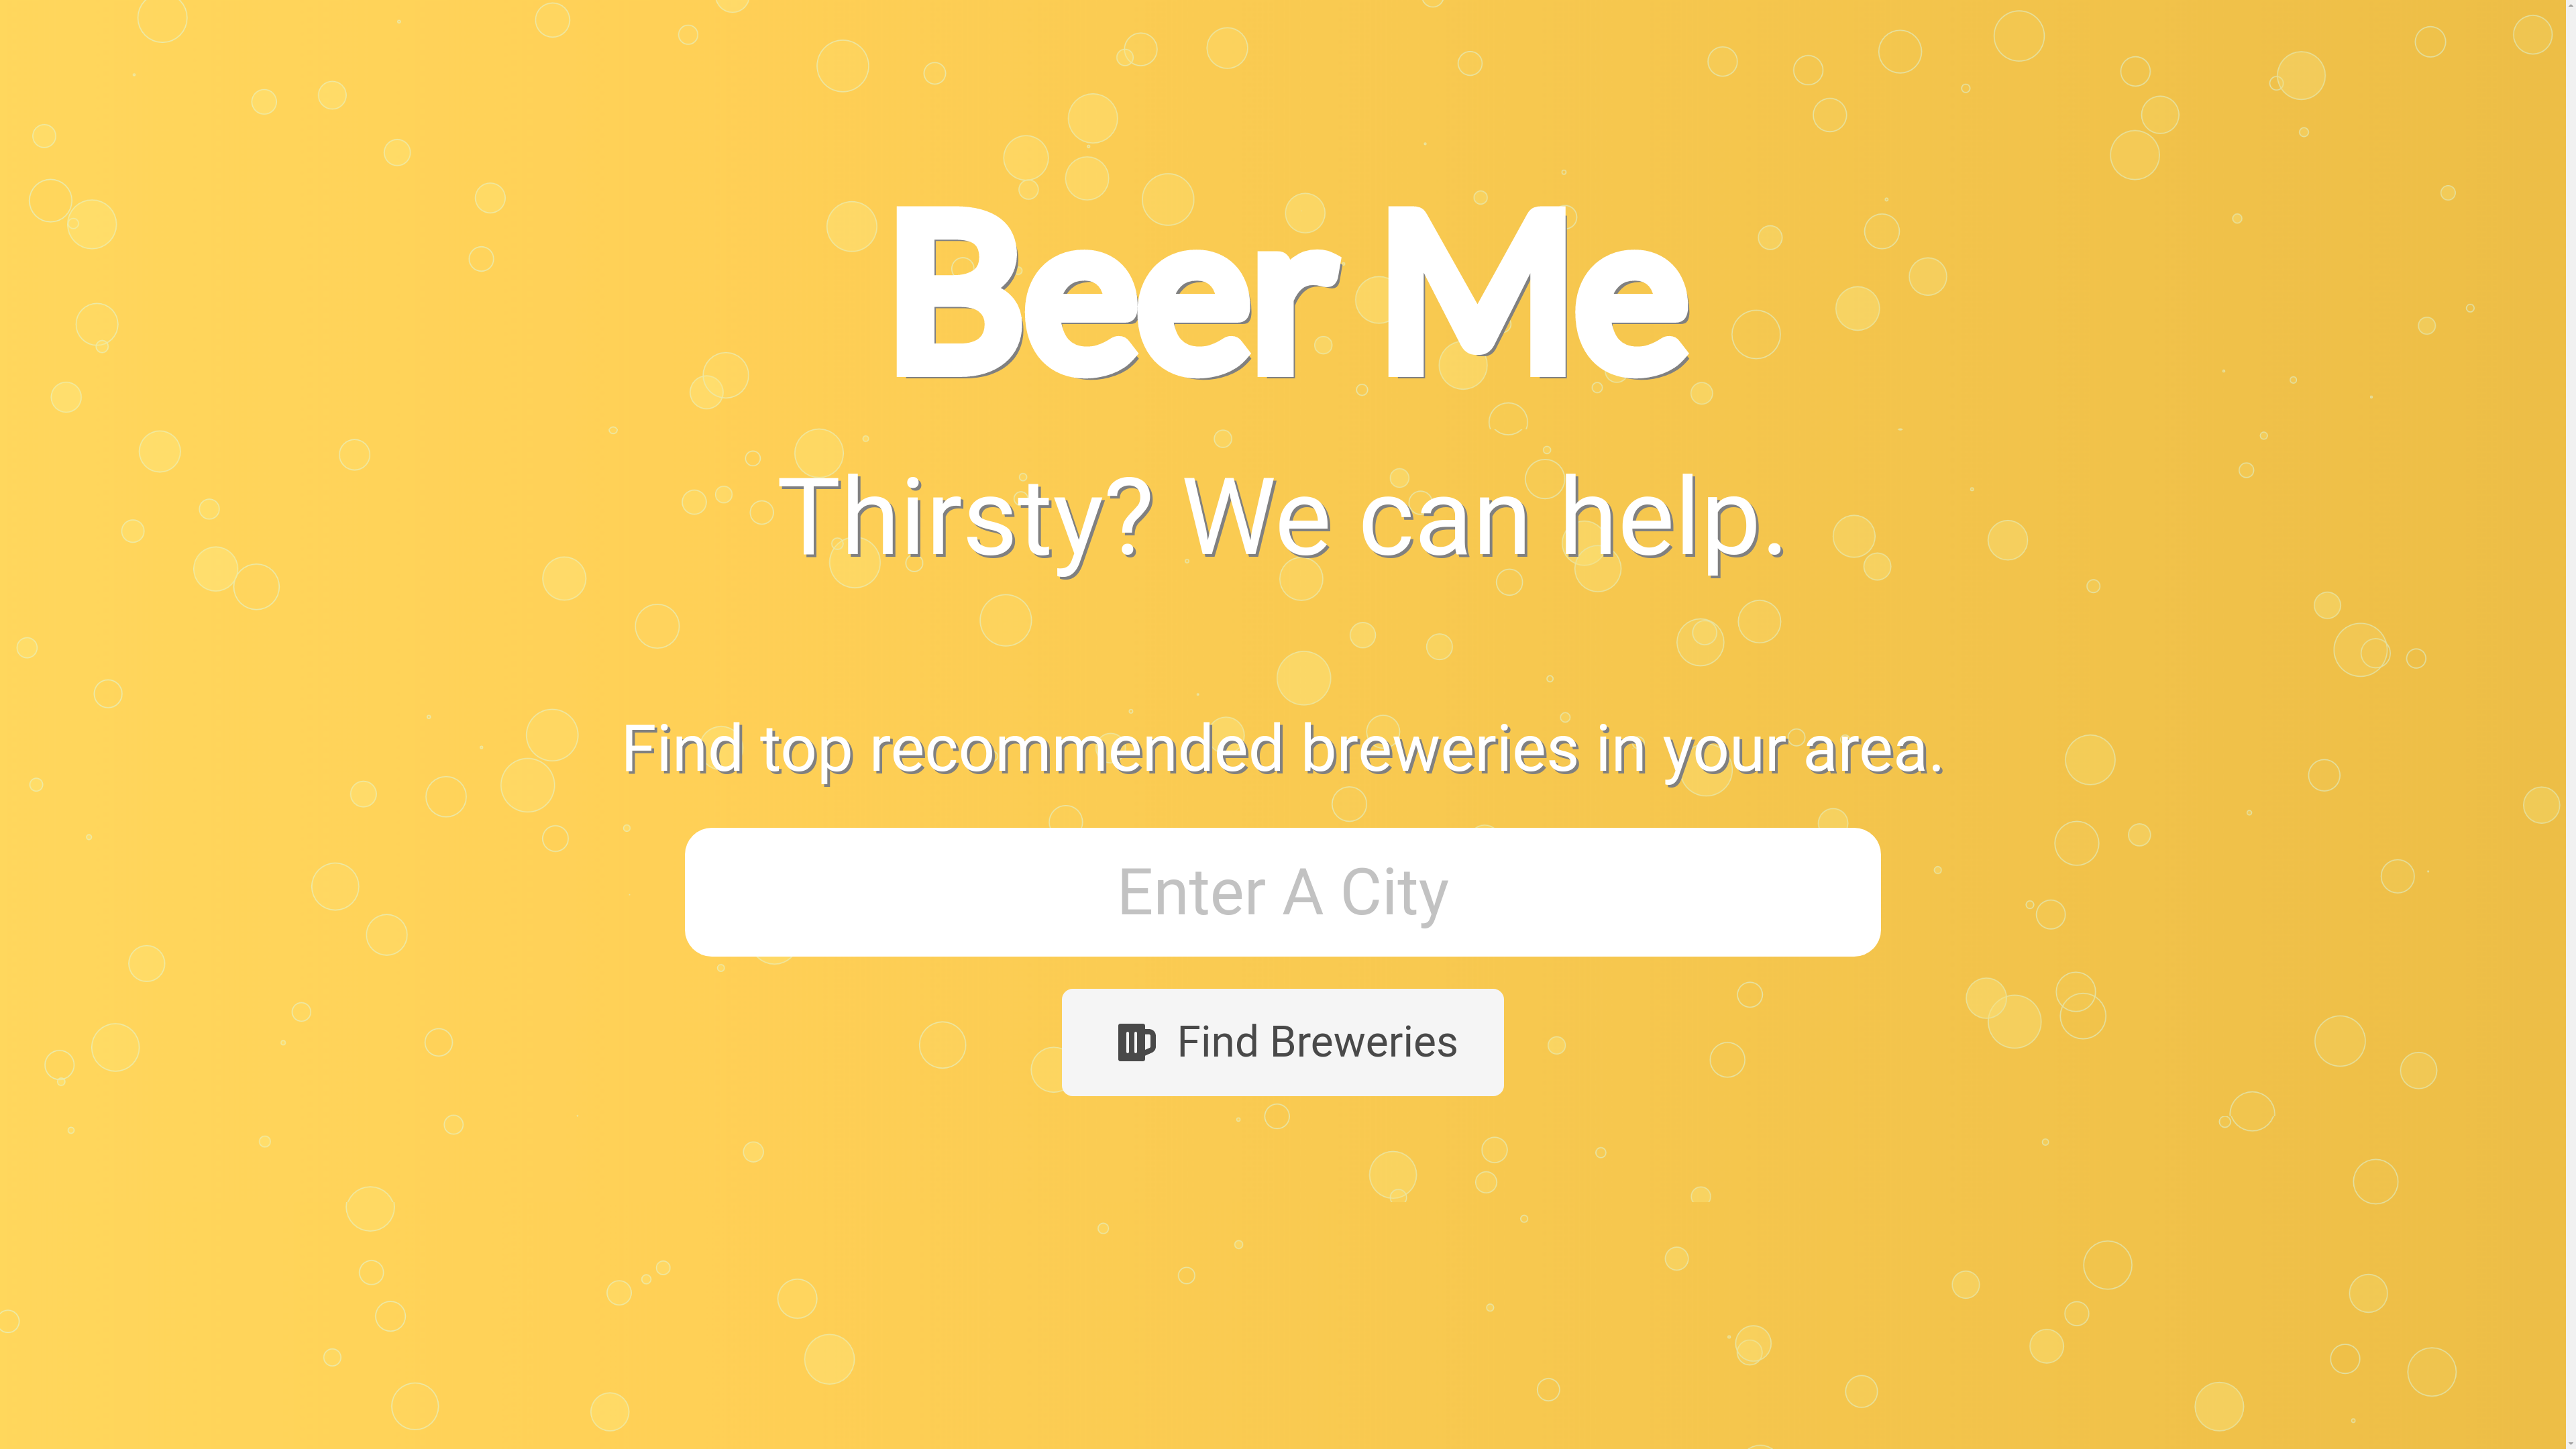 Beer Me
Thirsty? We can help.
Find top recommended breweries in your area.
Enter A City
Find Breweries